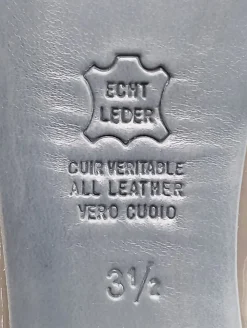 ECHT
LEDER
CUIR VERITABLE
ALL LEATHER
VERO CUOIO
3½